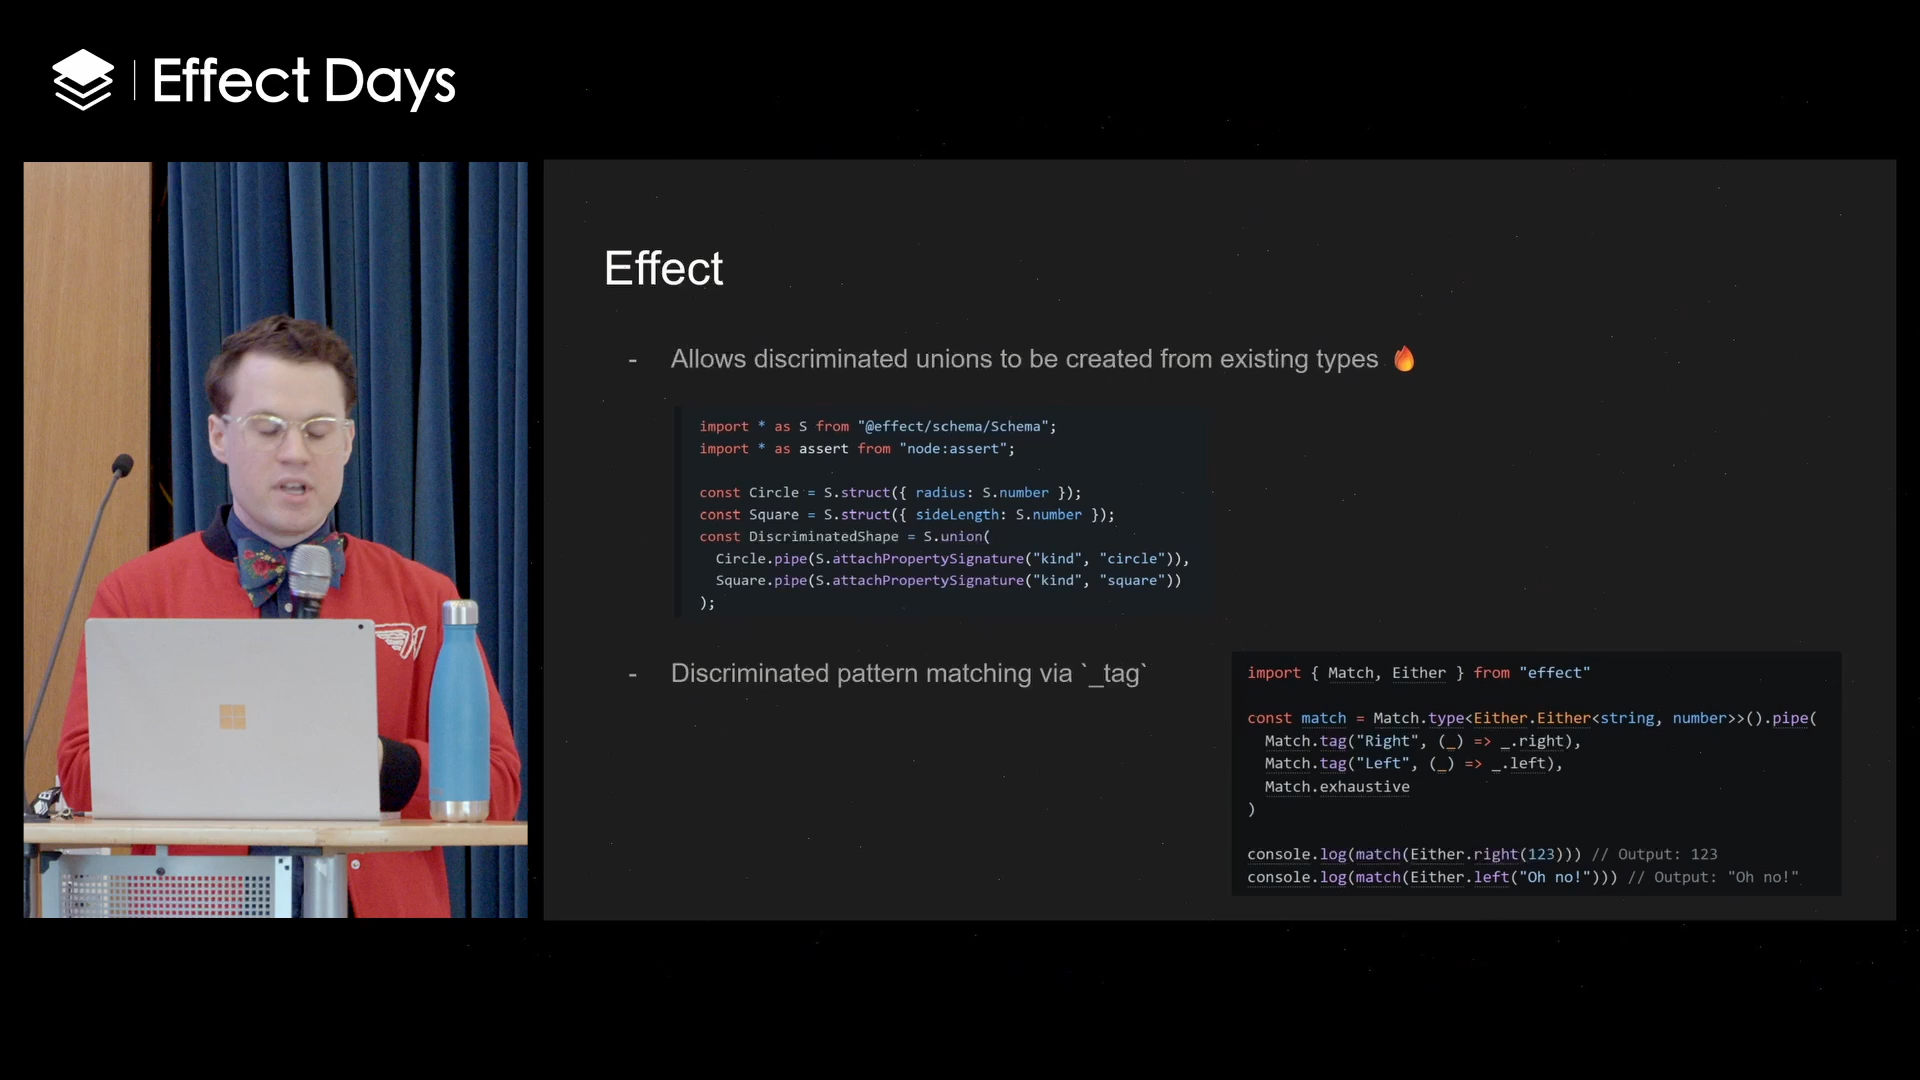 Effect Days
Effect
- Allows discriminated unions to be created from existing types 🔥
import * as S from "@effect/schema/Schema";
import * as assert from "node:assert";
const Circle = S.struct({ radius: S.number });
const Square = S.struct({ sideLength: S.number });
const DiscriminatedShape = S.union(
  Circle.pipe(S.attachPropertySignature("kind", "circle")),
  Square.pipe(S.attachPropertySignature("kind", "square"))
);
- Discriminated pattern matching via `_tag`
import { Match, Either } from "effect"
const match = Match.type<Either.Either<string, number>>().pipe(
  Match.tag("Right", (_) => _.right),
  Match.tag("Left", (_) => _.left),
  Match.exhaustive
)
console.log(match(Either.right(123))) // Output: 123
console.log(match(Either.left("Oh no!"))) // Output: "Oh no!"